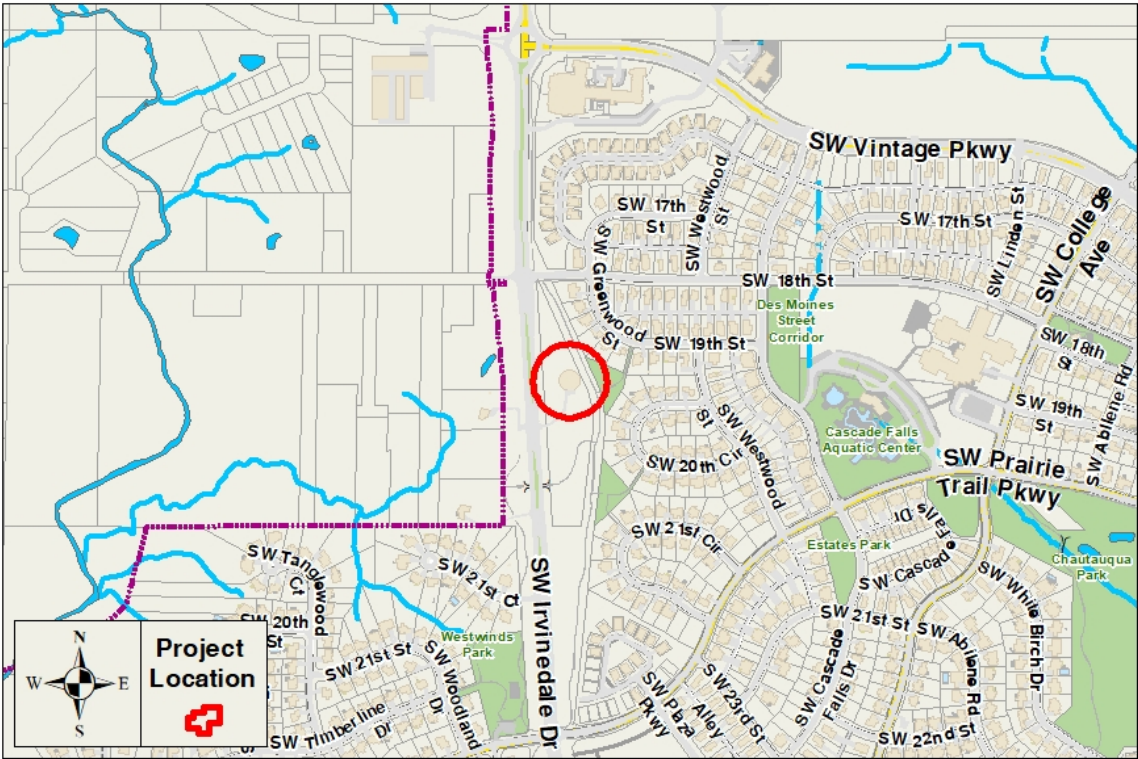 SW Vintage Pkwy
SW 17th
St
SW Westwood
St
SW 17th St
SW Linden St
SW College
Ave
SW Greenwood
St
SW 18th St
Des Moines
Street
Corridor
SW 19th St
SW 18th
St
SW Abilene Rd
SW 19th
St
SW Westwood
St
SW 20th Cir
Cascade Falls
Aquatic Center
SW Prairie
Trail Pkwy
SW 21st Cir
Estates Park
SW Cascade Falls Dr
Chautauqua
Park
SW Tanglewood
Ct
SW 21st Ct
SW Irvinedale Dr
SW White Birch Dr
SW 21st St
SW Abilene Rd
SW 20th
St
Westwinds
Park
SW 21st St
SW Woodland
Dr
SW Timberline
Dr
SW Plaza
Pkwy
Alley
SW 23rd St
SW Cascade
Falls Dr
SW 22nd St
N
W
E
S
Project
Location